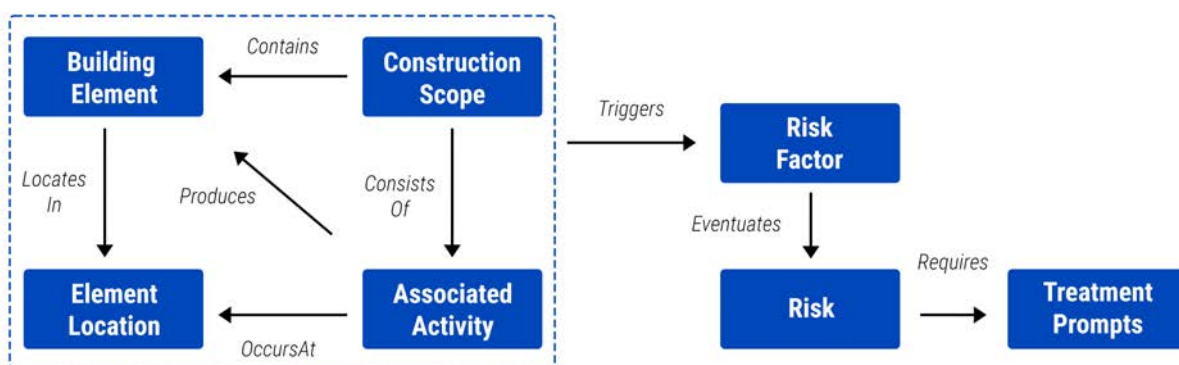 Contains
Building
Element
Construction
Scope
Triggers
Risk
Factor
Locates
In
Produces
Consists
Of
Eventuates
Requires
Element
Location
Associated
Activity
Risk
Treatment
Prompts
OccursAt